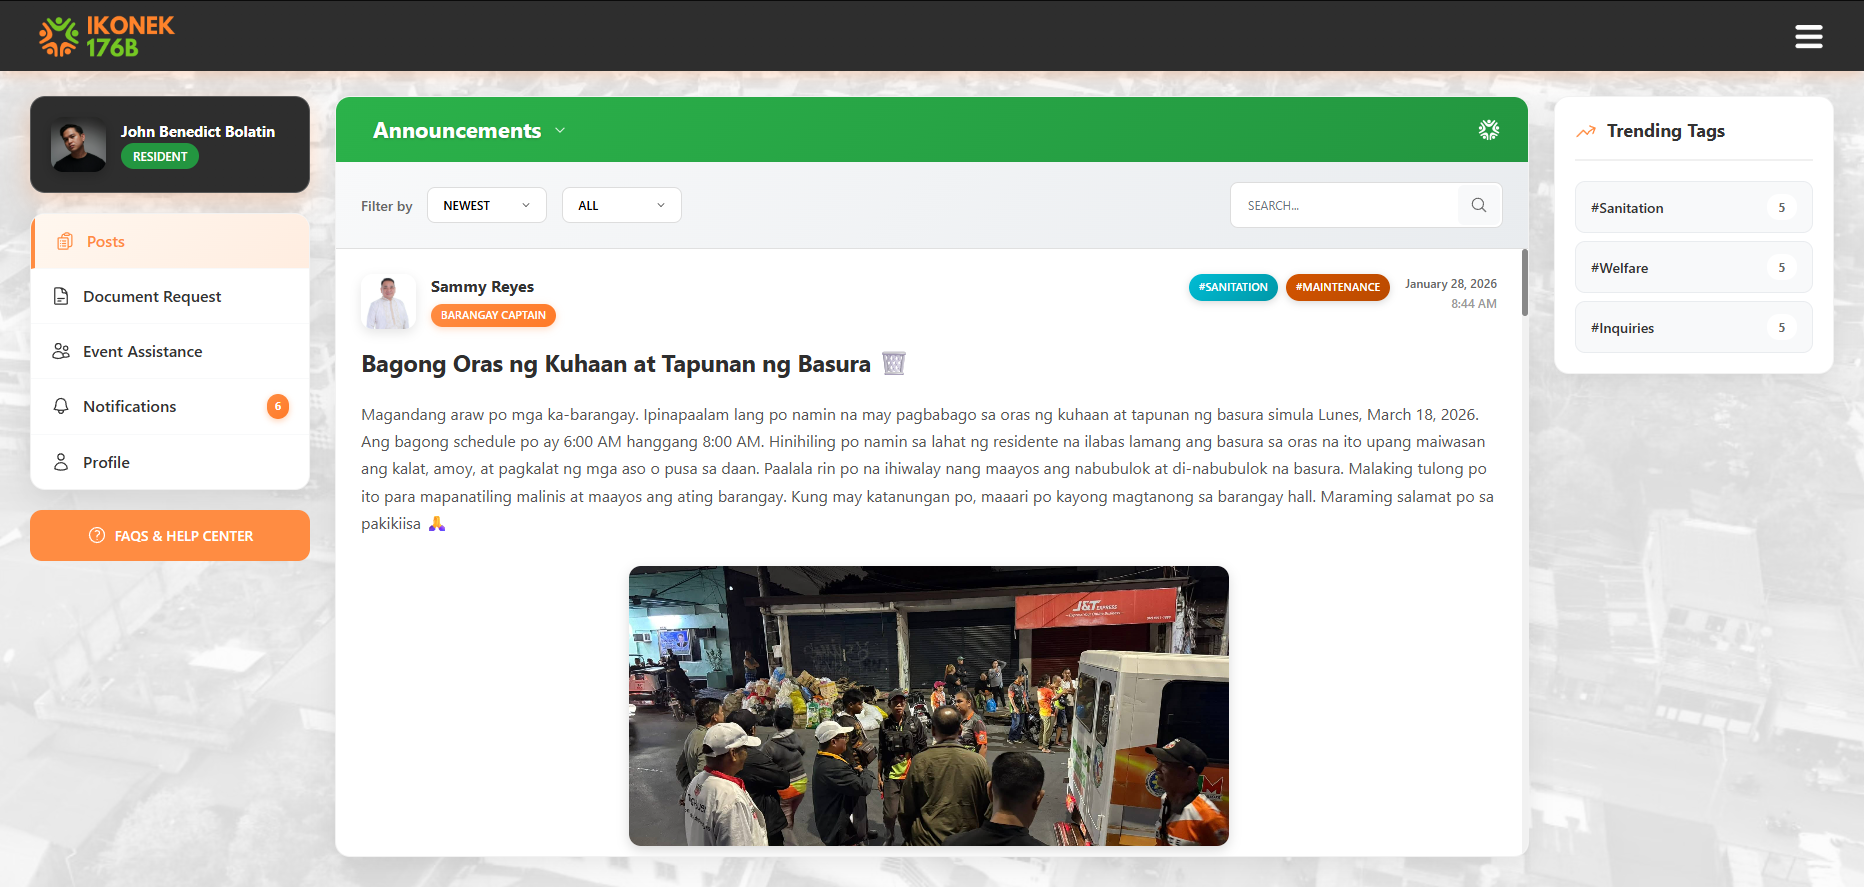 IKONEK
176B
John Benedict Bolatin
RESIDENT
Posts
Document Request
Event Assistance
Notifications
6
Profile
FAQS & HELP CENTER
Announcements
Filter by
NEWEST
ALL
SEARCH...
Sammy Reyes
BARANGAY CAPTAIN
#SANITATION
#MAINTENANCE
January 28, 2026
8:44 AM
Bagong Oras ng Kuhaan at Tapunan ng Basura 🗑️
Magandang araw po mga ka-barangay. Ipinapaalam lang po namin na may pagbabago sa oras ng kuhaan at tapunan ng basura simula Lunes, March 18, 2026.
Ang bagong schedule po ay 6:00 AM hanggang 8:00 AM. Hinihiling po namin sa lahat ng residente na ilabas lamang ang basura sa oras na ito upang maiwasan
ang kalat, amoy, at pagkalat ng mga aso o pusa sa daan. Paalala rin po na ihiwalay nang maayos ang nabubulok at di-nabubulok na basura. Malaking tulong po
ito para mapanatiling malinis at maayos ang ating barangay. Kung may katanungan po, maaari po kayong magtanong sa barangay hall. Maraming salamat po sa
pakikiisa 🙏
J&T EXPRESS
Trending Tags
#Sanitation
5
#Welfare
5
#Inquiries
5